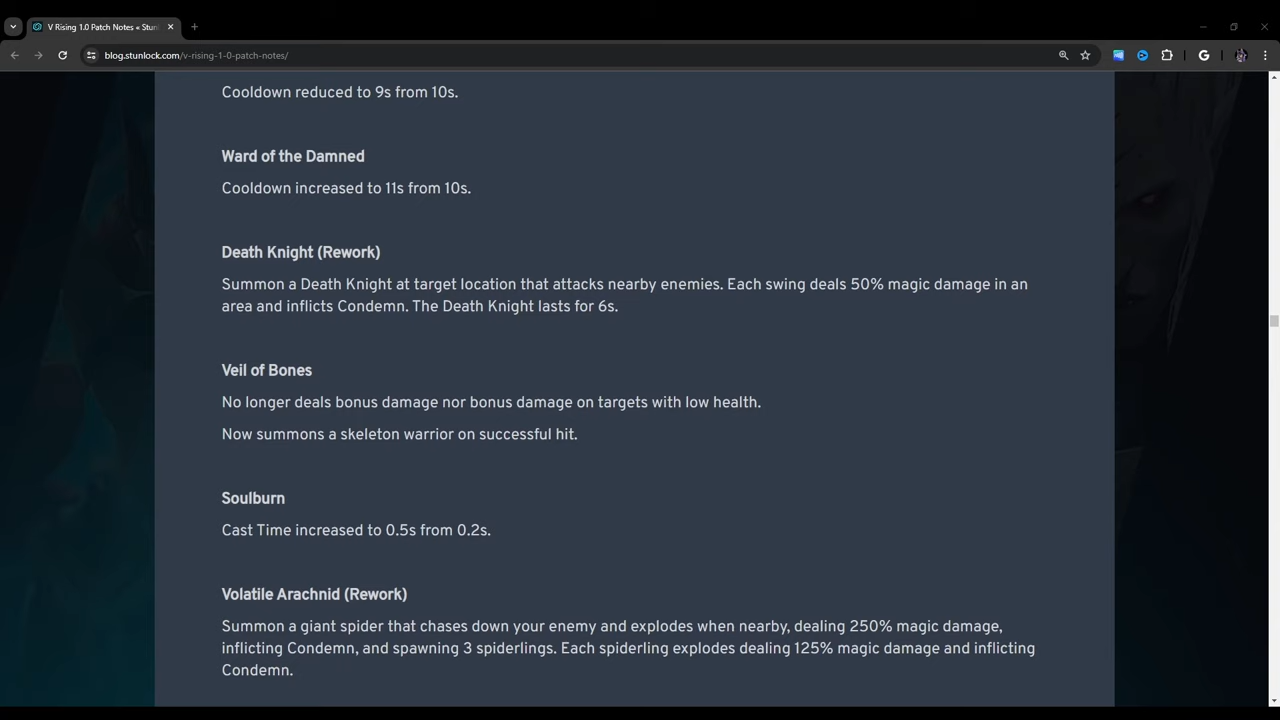 V Rising 1.0 Patch Notes « Stun
blog.stunlock.com/v-rising-1-0-patch-notes/
Cooldown reduced to 9s from 10s.
Ward of the Damned
Cooldown increased to 11s from 10s.
Death Knight (Rework)
Summon a Death Knight at target location that attacks nearby enemies. Each swing deals 50% magic damage in an
area and inflicts Condemn. The Death Knight lasts for 6s.
Veil of Bones
No longer deals bonus damage nor bonus damage on targets with low health.
Now summons a skeleton warrior on successful hit.
Soulburn
Cast Time increased to 0.5s from 0.2s.
Volatile Arachnid (Rework)
Summon a giant spider that chases down your enemy and explodes when nearby, dealing 250% magic damage,
inflicting Condemn, and spawning 3 spiderlings. Each spiderling explodes dealing 125% magic damage and inflicting
Condemn.